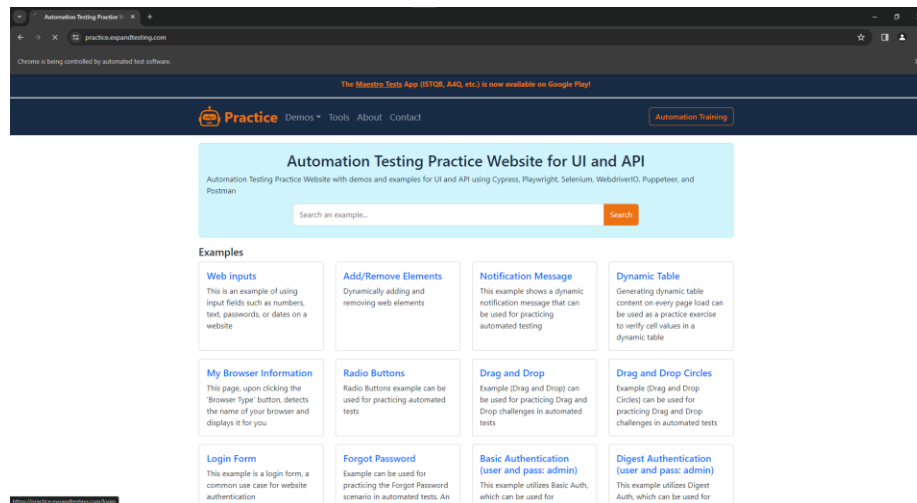 Automation Testing Practice W
practice.expandtesting.com
Chrome is being controlled by automated test software.
The Maestro Tests App (ISTQB, A4Q, etc.) is now available on Google Play!
Practice Demos Tools About Contact Automation Training
Automation Testing Practice Website for UI and API
Automation Testing Practice Website with demos and examples for UI and API using Cypress, Playwright, Selenium, WebdriverIO, Puppeteer, and
Postman
Search an example... Search
Examples
Web inputs
This is an example of using
input fields such as numbers,
text, passwords, or dates on a
website
Add/Remove Elements
Dynamically adding and
removing web elements
Notification Message
This example shows a dynamic
notification message that can
be used for practicing
automated testing
Dynamic Table
Generating dynamic table
content on every page load can
be used as a practice exercise
to verify cell values in a
dynamic table
My Browser Information
This page, upon clicking the
'Browser Type' button, detects
the name of your browser and
displays it for you
Radio Buttons
Radio Buttons example can be
used for practicing automated
tests
Drag and Drop
Example (Drag and Drop) can
be used for practicing Drag and
Drop challenges in automated
tests
Drag and Drop Circles
Example (Drag and Drop
Circles) can be used for
practicing Drag and Drop
challenges in automated tests
Login Form
This example is a login form, a
common use case for website
authentication
Forgot Password
Example can be used for
practicing the Forgot Password
scenario in automated tests. An
Basic Authentication
(user and pass: admin)
This example utilizes Basic Auth,
which can be used for
Digest Authentication
(user and pass: admin)
This example utilizes Digest
Auth, which can be used for
https://practice.expandtesting.com/login